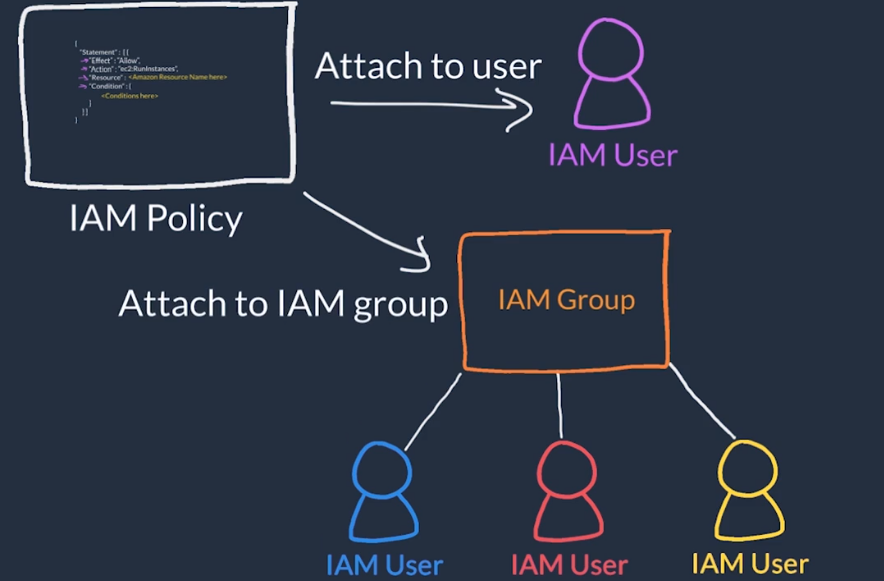 {
"Statement" : [{
"Effect" : "Allow",
"Action" : "ec2:RunInstances",
"Resource" : <Amazon Resource Name here>
"Condition" : {
<Conditions here>
}
}]
}
Attach to user
IAM User
IAM Policy
Attach to IAM group
IAM Group
IAM User
IAM User
IAM User